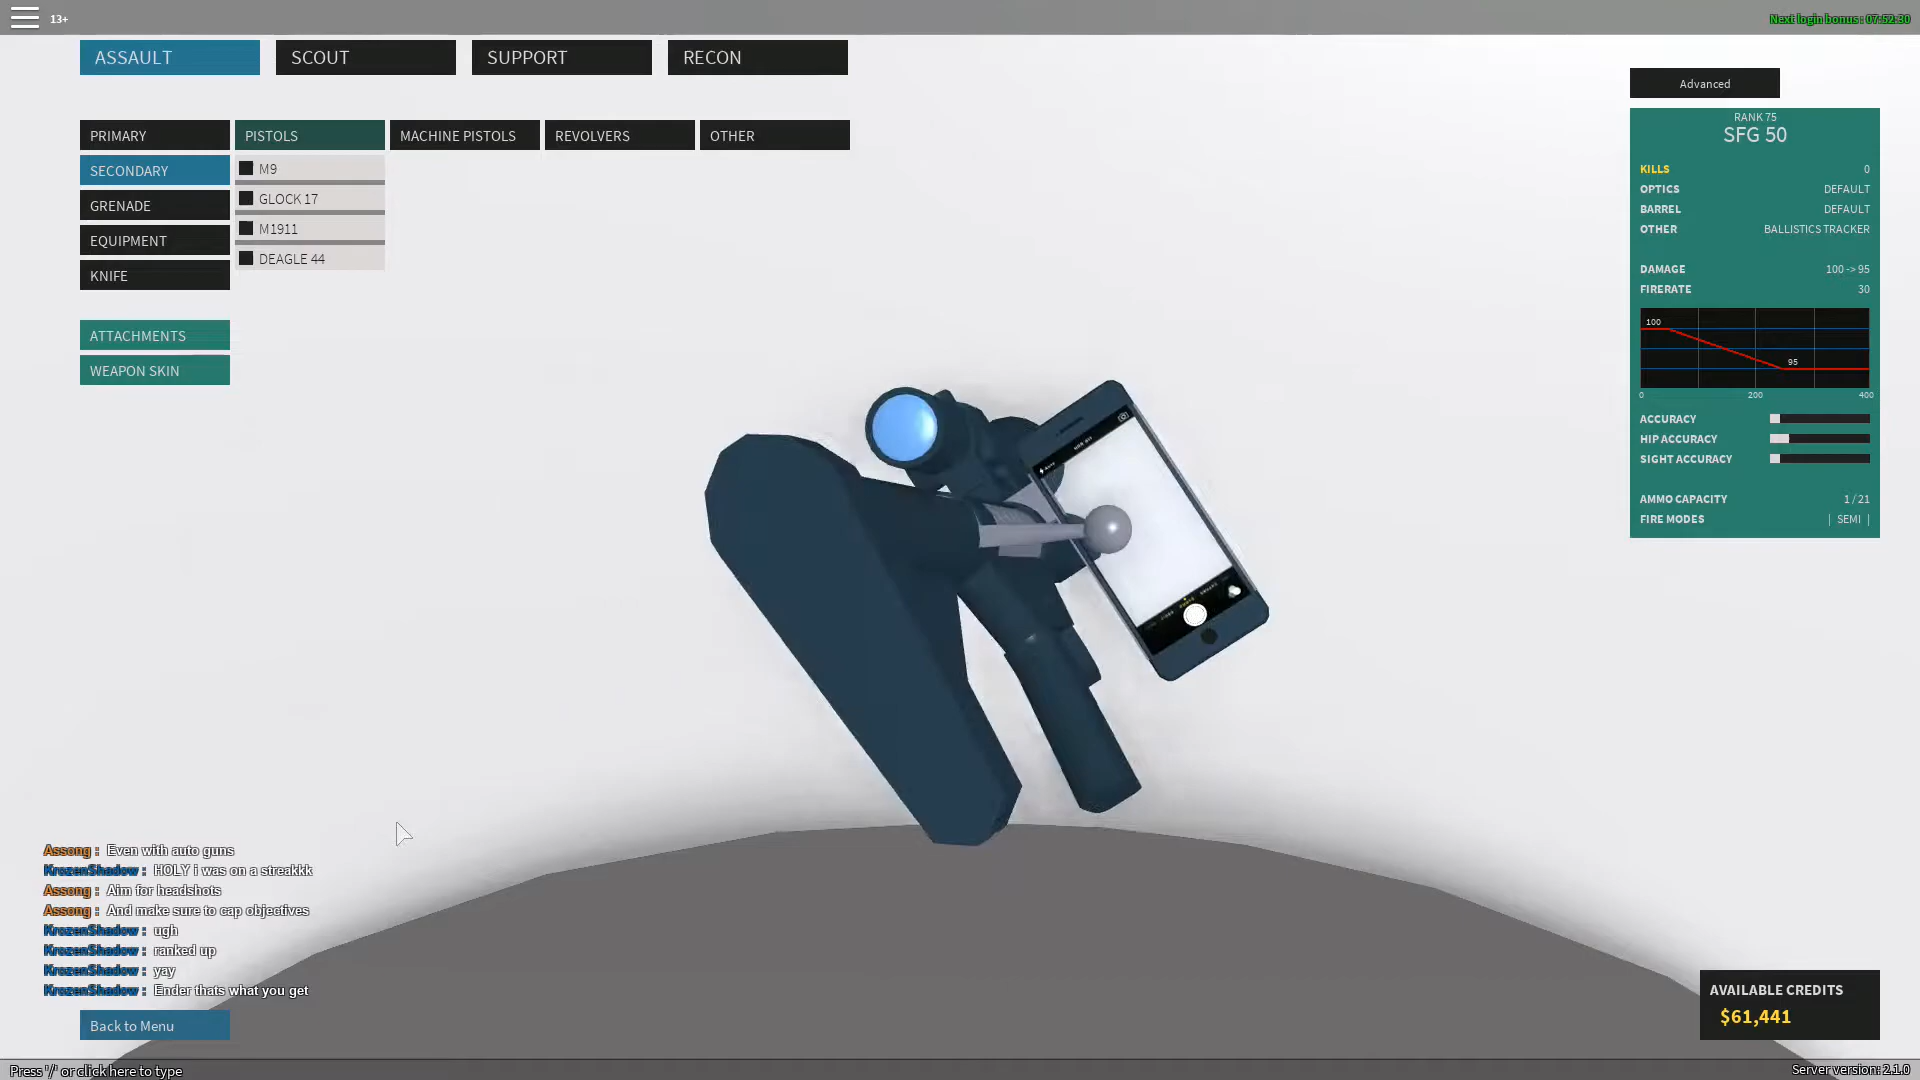 13+
Next login bonus: 07:52:30
ASSAULT
SCOUT
SUPPORT
RECON
Advanced
PRIMARY
PISTOLS
MACHINE PISTOLS
REVOLVERS
OTHER
SECONDARY
M9
GRENADE
GLOCK 17
EQUIPMENT
M1911
KNIFE
DEAGLE 44
ATTACHMENTS
WEAPON SKIN
RANK 75
SFG 50
KILLS 0
OPTICS DEFAULT
BARREL DEFAULT
OTHER BALLISTICS TRACKER
DAMAGE 100 -> 95
FIRERATE 30
100
95
0 200 400
ACCURACY
HIP ACCURACY
SIGHT ACCURACY
AMMO CAPACITY 1 / 21
FIRE MODES | SEMI |
Assong : Even with auto guns
KrozenShadow : HOLY i was on a streakkk
Assong : Aim for headshots
Assong : And make sure to cap objectives
KrozenShadow : ugh
KrozenShadow : ranked up
KrozenShadow : yay
KrozenShadow : Ender thats what you get
Back to Menu
AVAILABLE CREDITS
$61,441
Press '/' or click here to type
Server version: 2.1.0